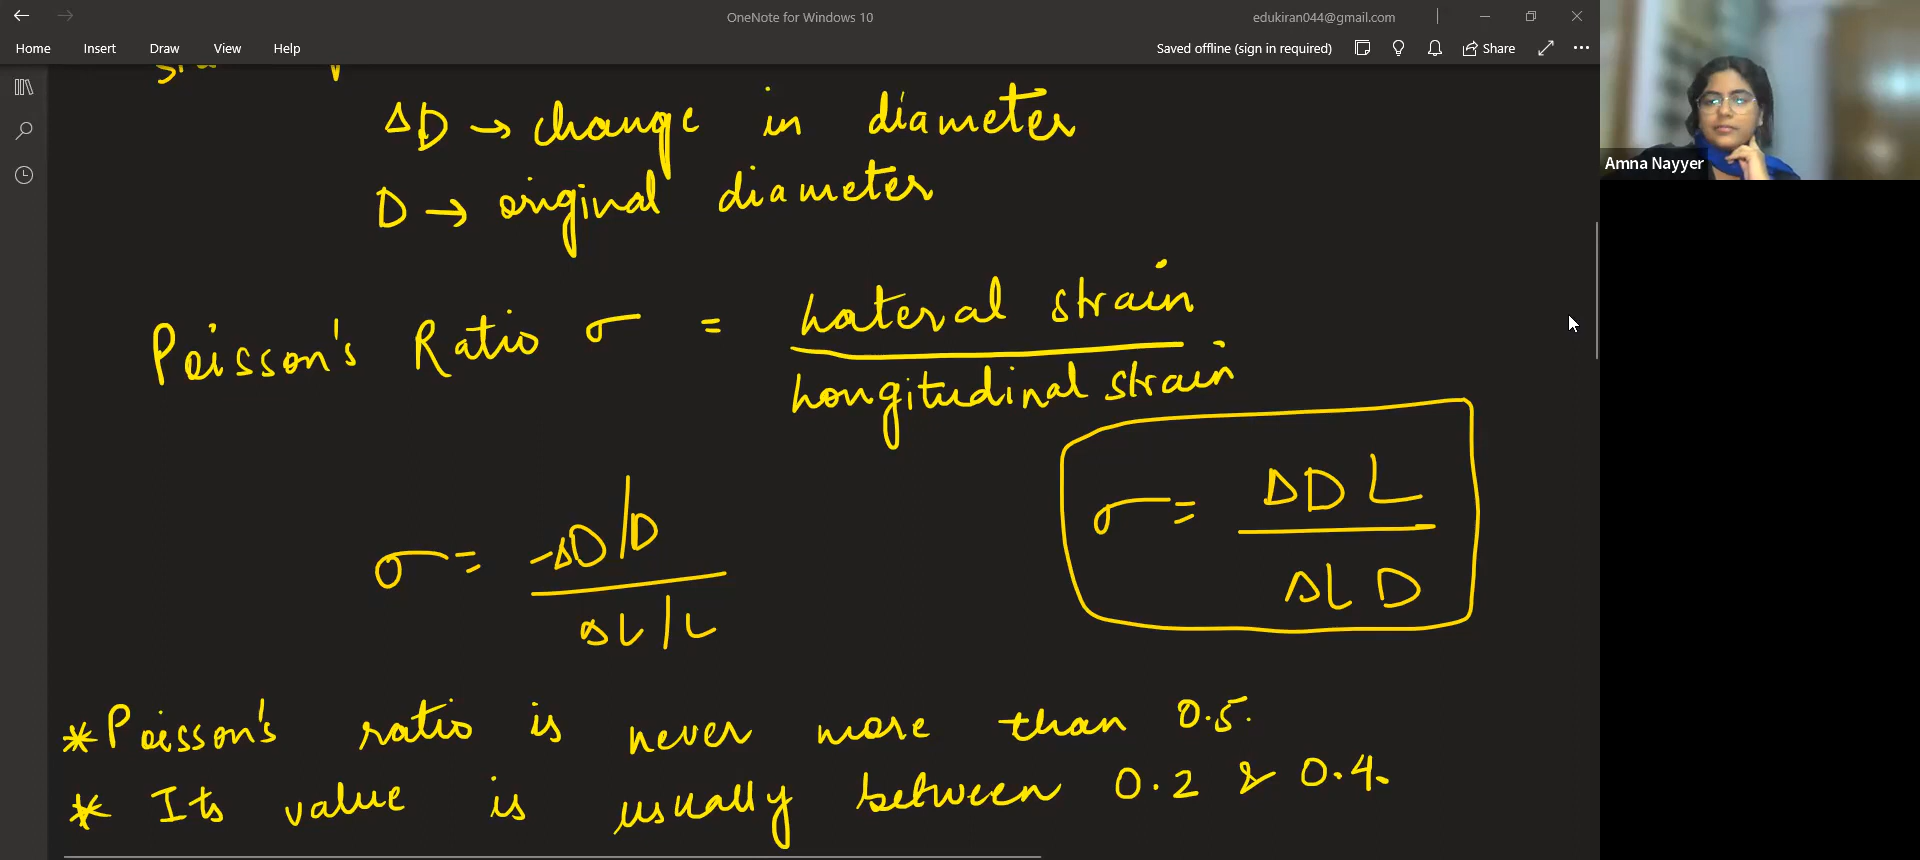 OneNote for Windows 10
edukiran044@gmail.com
Home Insert Draw View Help
Saved offline (sign in required) Share
ΔD → change in diameter
D → original diameter
Amna Nayyer
Poisson's Ratio σ = Lateral strain / Longitudinal strain
σ = -ΔD/D / ΔL/L
σ = ΔD L / ΔL D
* Poisson's ratio is never more than 0.5.
* Its value is usually between 0.2 & 0.4.